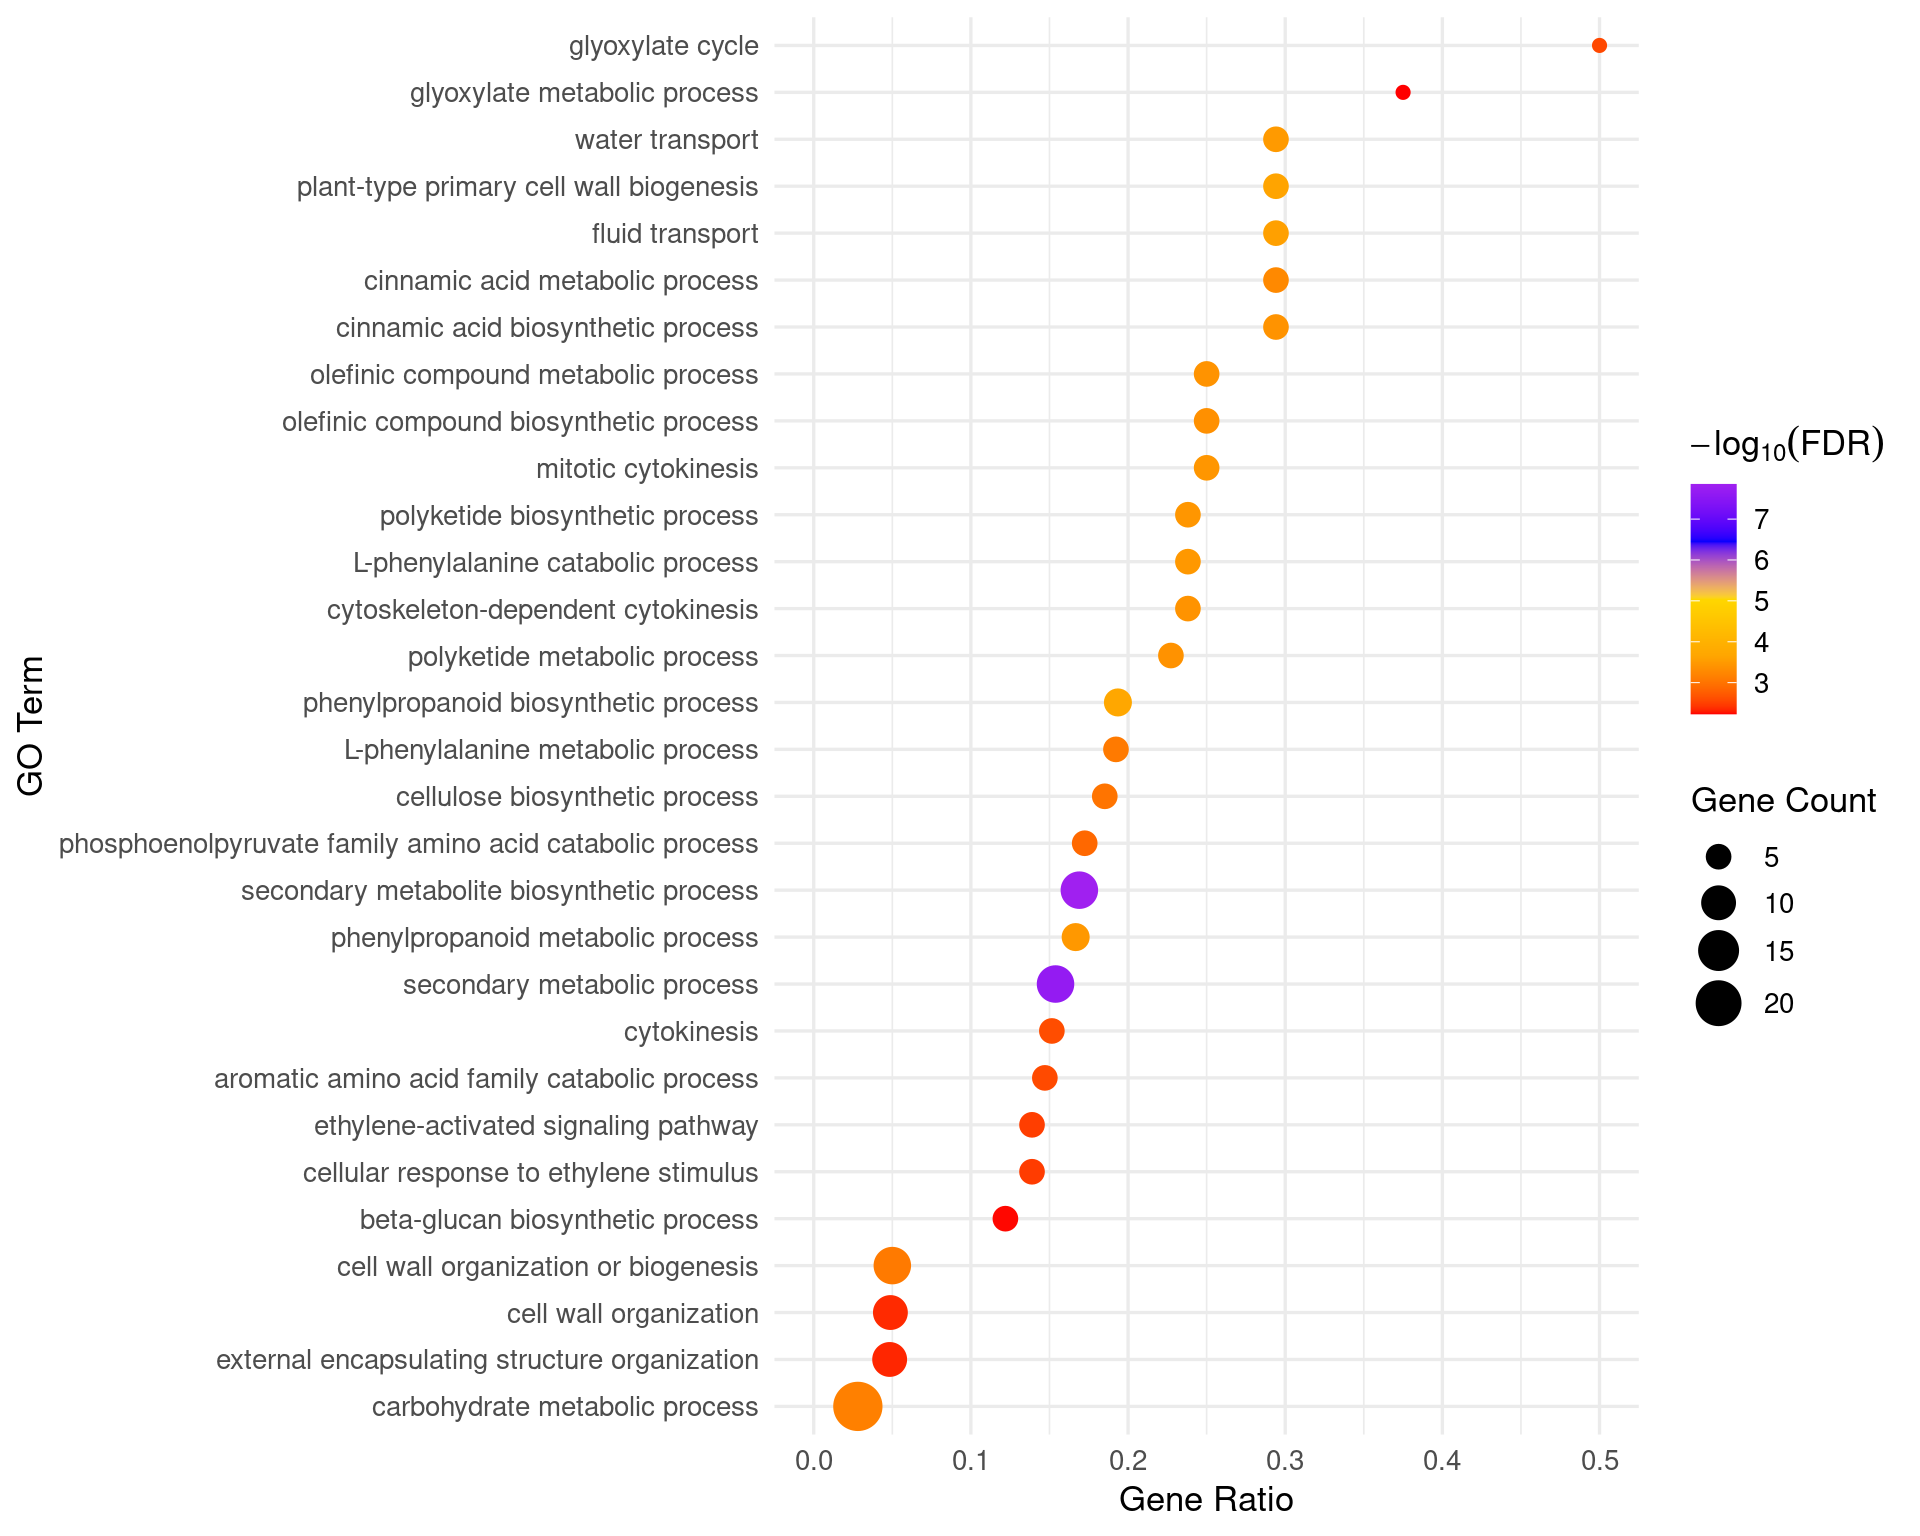 glyoxylate cycle
glyoxylate metabolic process
water transport
plant-type primary cell wall biogenesis
fluid transport
cinnamic acid metabolic process
cinnamic acid biosynthetic process
olefinic compound metabolic process
olefinic compound biosynthetic process
mitotic cytokinesis
polyketide biosynthetic process
L-phenylalanine catabolic process
cytoskeleton-dependent cytokinesis
polyketide metabolic process
phenylpropanoid biosynthetic process
L-phenylalanine metabolic process
cellulose biosynthetic process
phosphoenolpyruvate family amino acid catabolic process
secondary metabolite biosynthetic process
phenylpropanoid metabolic process
secondary metabolic process
cytokinesis
aromatic amino acid family catabolic process
ethylene-activated signaling pathway
cellular response to ethylene stimulus
beta-glucan biosynthetic process
cell wall organization or biogenesis
cell wall organization
external encapsulating structure organization
carbohydrate metabolic process
GO Term
0.0 0.1 0.2 0.3 0.4 0.5
Gene Ratio
−log₁₀(FDR)
7
6
5
4
3
Gene Count
5
10
15
20